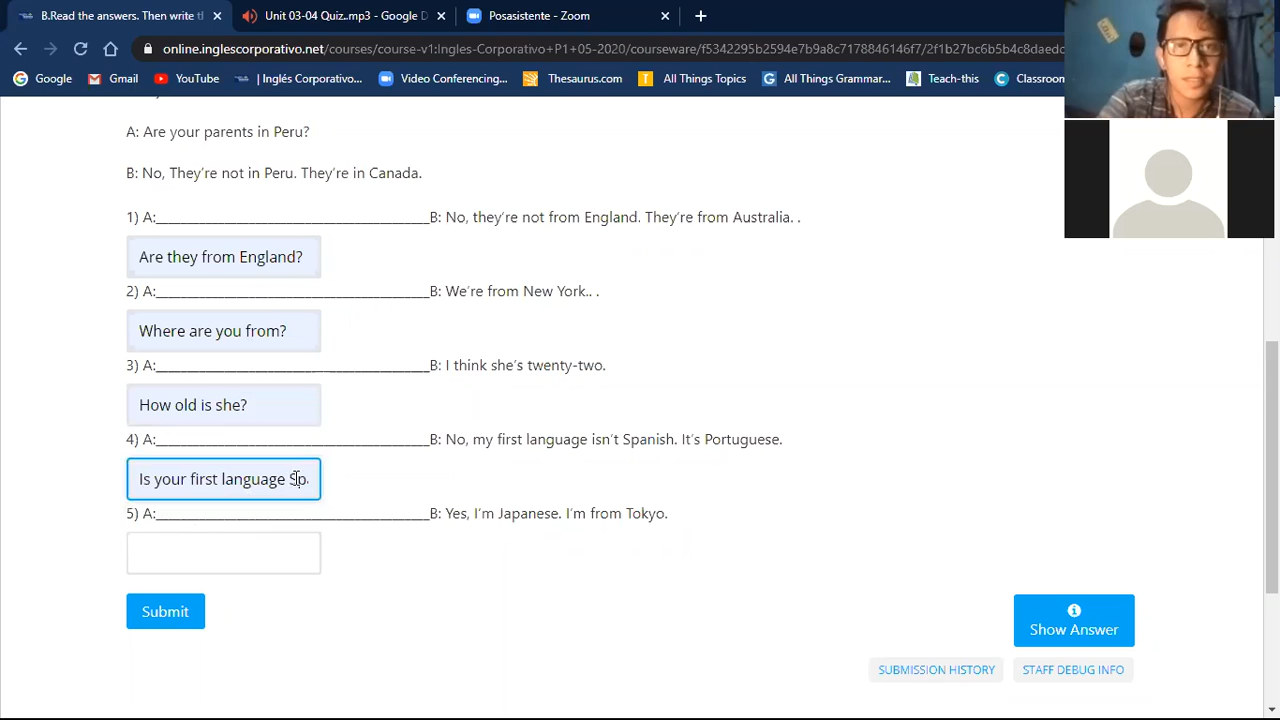 B.Read the answers. Then write t
Unit 03-04 Quiz..mp3 - Google D
Posasistente - Zoom
online.inglescorporativo.net/courses/course-v1:Ingles-Corporativo+P1+05-2020/courseware/f5342295b2594e7b9a8c7178846146f7/2f1b27bc6b5b4c8daedc
Google
Gmail
YouTube
| Inglés Corporativo...
Video Conferencing...
Thesaurus.com
All Things Topics
All Things Grammar...
Teach-this
Classroom
A: Are your parents in Peru?
B: No, They're not in Peru. They're in Canada.
1) A:_______________________________________B: No, they're not from England. They're from Australia. .
Are they from England?
2) A:_______________________________________B: We're from New York.. .
Where are you from?
3) A:_______________________________________B: I think she's twenty-two.
How old is she?
4) A:_______________________________________B: No, my first language isn't Spanish. It's Portuguese.
Is your first language Sp
5) A:_______________________________________B: Yes, I'm Japanese. I'm from Tokyo.
Submit
Show Answer
SUBMISSION HISTORY
STAFF DEBUG INFO